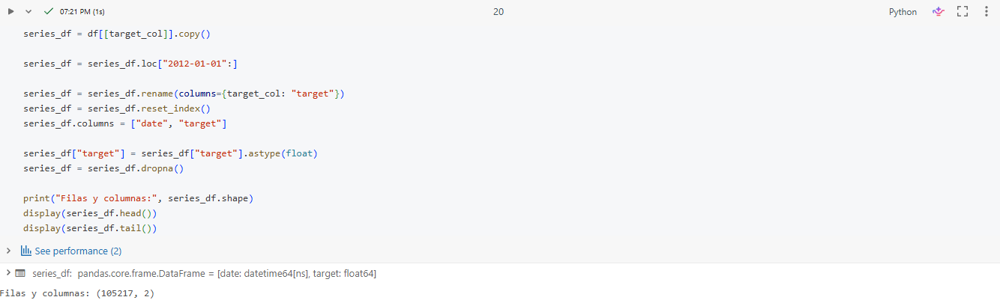 07:21 PM (1s)
20
Python
series_df = df[[target_col]].copy()
series_df = series_df.loc["2012-01-01":]
series_df = series_df.rename(columns={target_col: "target"})
series_df = series_df.reset_index()
series_df.columns = ["date", "target"]
series_df["target"] = series_df["target"].astype(float)
series_df = series_df.dropna()
print("Filas y columnas:", series_df.shape)
display(series_df.head())
display(series_df.tail())
See performance (2)
series_df: pandas.core.frame.DataFrame = [date: datetime64[ns], target: float64]
Filas y columnas: (105217, 2)